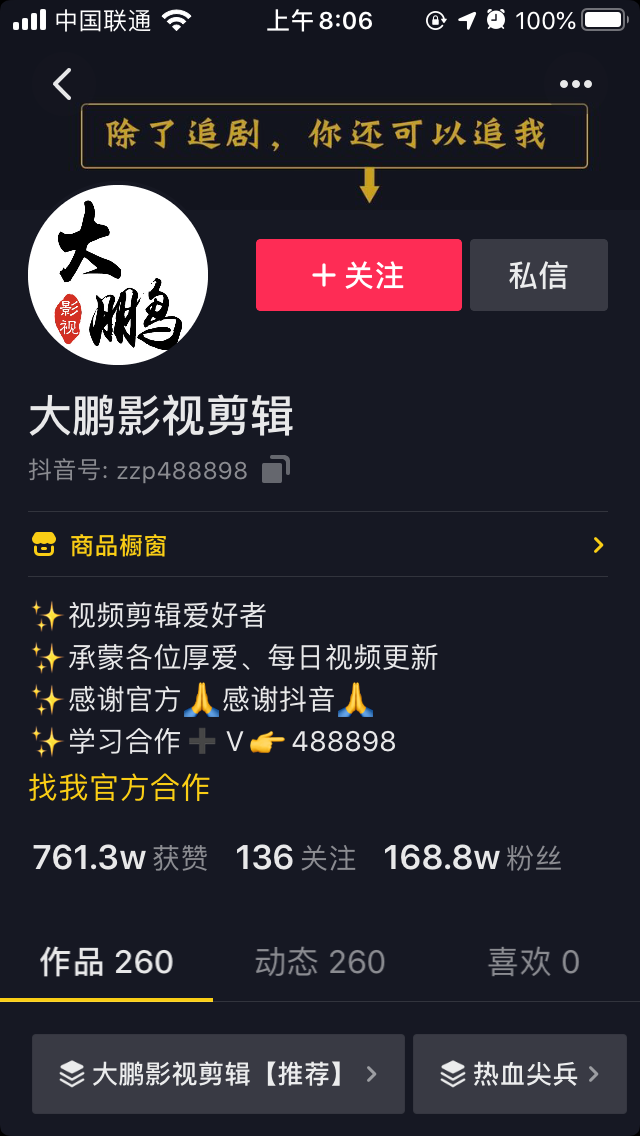 中国联通 上午8:06 100%
除了追剧，你还可以追我
大鹏
影视
+关注 私信
大鹏影视剪辑
抖音号: zzp488898
商品橱窗
✨视频剪辑爱好者
✨承蒙各位厚爱、每日视频更新
✨感谢官方🙏感谢抖音🙏
✨学习合作➕V👉488898
找我官方合作
761.3w 获赞 136 关注 168.8w 粉丝
作品 260 动态 260 喜欢 0
大鹏影视剪辑【推荐】 热血尖兵